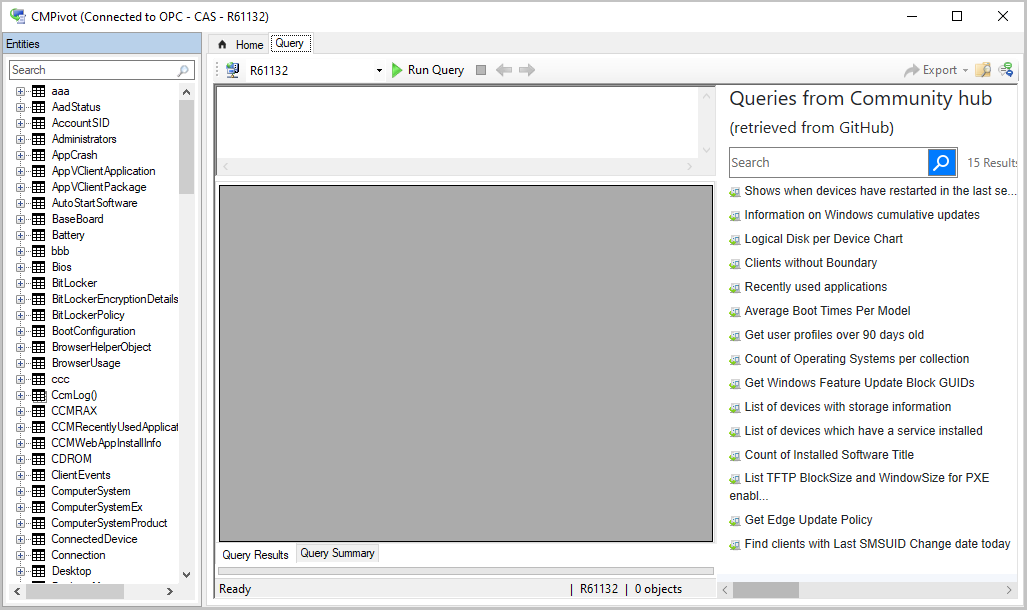 CMPivot (Connected to OPC - CAS - R61132)
Entities
Search
aaa
AadStatus
AccountSID
Administrators
AppCrash
AppVClientApplication
AppVClientPackage
AutoStartSoftware
BaseBoard
Battery
bbb
Bios
BitLocker
BitLockerEncryptionDetails
BitLockerPolicy
BootConfiguration
BrowserHelperObject
BrowserUsage
ccc
CcmLog()
CCMRAX
CCMRecentlyUsedApplicat
CCMWebAppInstallInfo
CDROM
ClientEvents
ComputerSystem
ComputerSystemEx
ComputerSystemProduct
ConnectedDevice
Connection
Desktop
Home
Query
R61132
Run Query
Export
Query Results
Query Summary
Ready
| R61132 | 0 objects
Queries from Community hub
(retrieved from GitHub)
Search
15 Results
Shows when devices have restarted in the last se...
Information on Windows cumulative updates
Logical Disk per Device Chart
Clients without Boundary
Recently used applications
Average Boot Times Per Model
Get user profiles over 90 days old
Count of Operating Systems per collection
Get Windows Feature Update Block GUIDs
List of devices with storage information
List of devices which have a service installed
Count of Installed Software Title
List TFTP BlockSize and WindowSize for PXE
enabl...
Get Edge Update Policy
Find clients with Last SMSUID Change date today